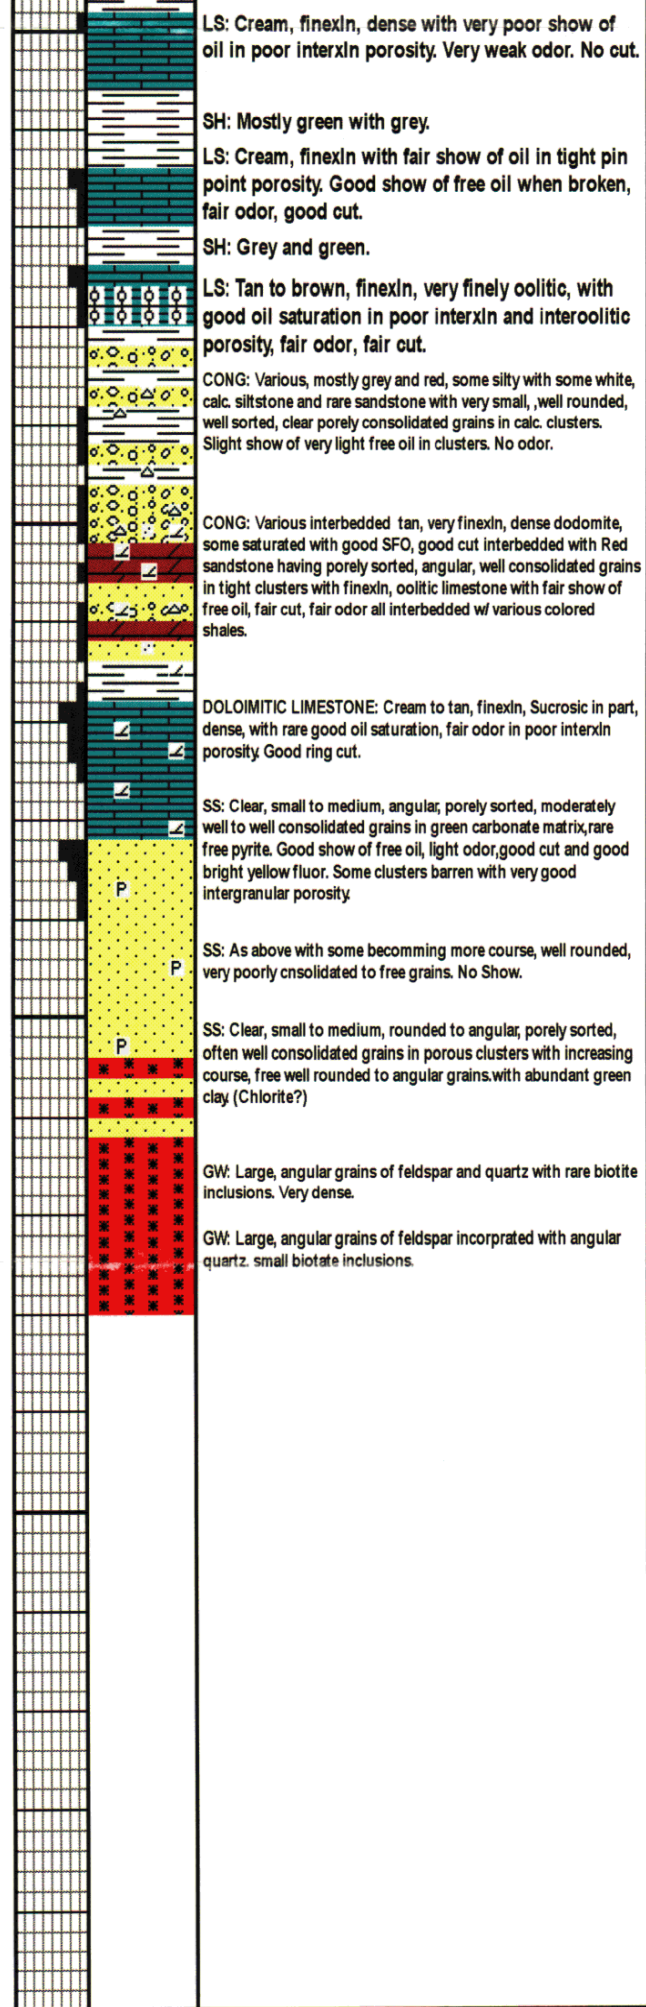 LS: Cream, finexln, dense with very poor show of
oil in poor interxln porosity. Very weak odor. No cut.
SH: Mostly green with grey.
LS: Cream, finexln with fair show of oil in tight pin
point porosity. Good show of free oil when broken,
fair odor, good cut.
SH: Grey and green.
LS: Tan to brown, finexln, very finely oolitic, with
good oil saturation in poor interxln and interoolitic
porosity, fair odor, fair cut.
CONG: Various, mostly grey and red, some silty with some white,
calc. siltstone and rare sandstone with very small, ,well rounded,
well sorted, clear porely consolidated grains in calc. clusters.
Slight show of very light free oil in clusters. No odor.
CONG: Various interbedded tan, very finexln, dense dodomite,
some saturated with good SFO, good cut interbedded with Red
sandstone having porely sorted, angular, well consolidated grains
in tight clusters with finexln, oolitic limestone with fair show of
free oil, fair cut, fair odor all interbedded w/ various colored
shales.
DOLOIMITIC LIMESTONE: Cream to tan, finexln, Sucrosic in part,
dense, with rare good oil saturation, fair odor in poor interxln
porosity. Good ring cut.
SS: Clear, small to medium, angular, porely sorted, moderately
well to well consolidated grains in green carbonate matrix,rare
free pyrite. Good show of free oil, light odor,good cut and good
bright yellow fluor. Some clusters barren with very good
intergranular porosity.
P
SS: As above with some becomming more course, well rounded,
very poorly cnsolidated to free grains. No Show.
P
SS: Clear, small to medium, rounded to angular, porely sorted,
often well consolidated grains in porous clusters with increasing
course, free well rounded to angular grains.with abundant green
clay. (Chlorite?)
P
GW: Large, angular grains of feldspar and quartz with rare biotite
inclusions. Very dense.
GW: Large, angular grains of feldspar incorprated with angular
quartz. small biotate inclusions.